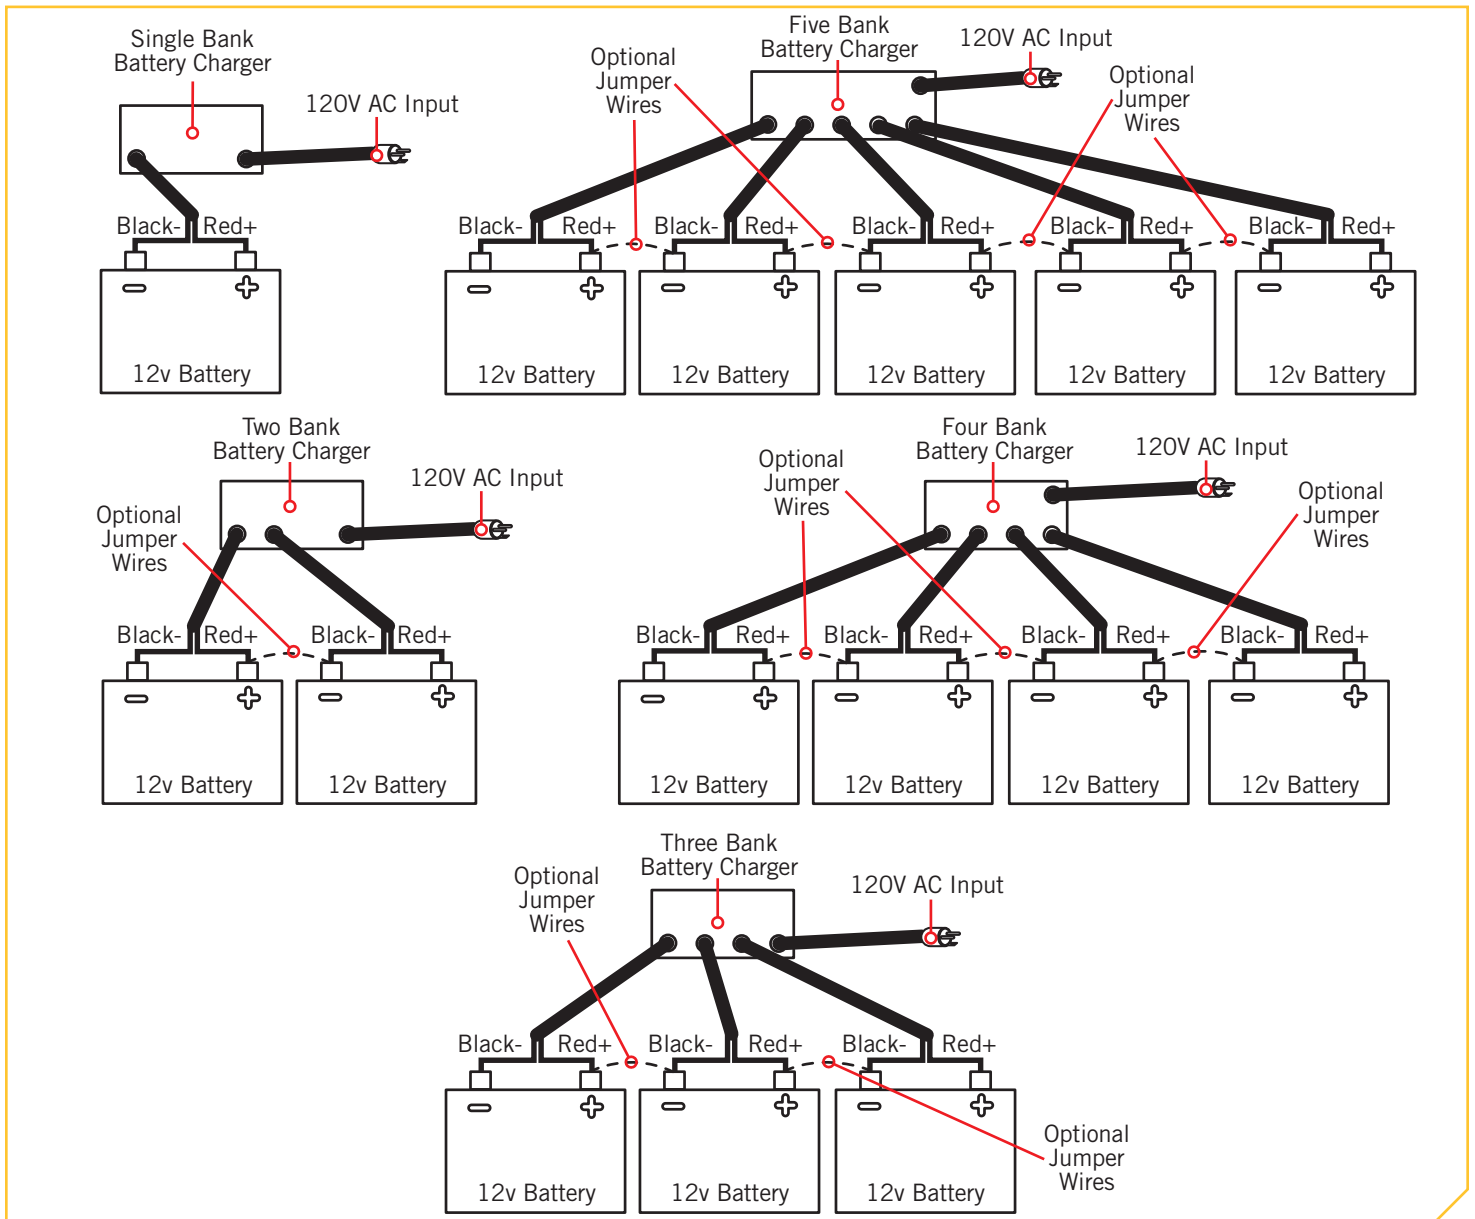 Single Bank
Battery Charger
120V AC Input
Black-
Red+
12v Battery
Five Bank
Battery Charger
120V AC Input
Optional
Jumper
Wires
Optional
Jumper
Wires
Black-
Red+
Black-
Red+
Black-
Red+
Black-
Red+
Black-
Red+
12v Battery
12v Battery
12v Battery
12v Battery
12v Battery
Two Bank
Battery Charger
120V AC Input
Optional
Jumper
Wires
Black-
Red+
Black-
Red+
12v Battery
12v Battery
Four Bank
Battery Charger
120V AC Input
Optional
Jumper
Wires
Optional
Jumper
Wires
Black-
Red+
Black-
Red+
Black-
Red+
Black-
Red+
12v Battery
12v Battery
12v Battery
12v Battery
Three Bank
Battery Charger
120V AC Input
Optional
Jumper
Wires
Black-
Red+
Black-
Red+
Black-
Red+
12v Battery
12v Battery
12v Battery
Optional
Jumper
Wires